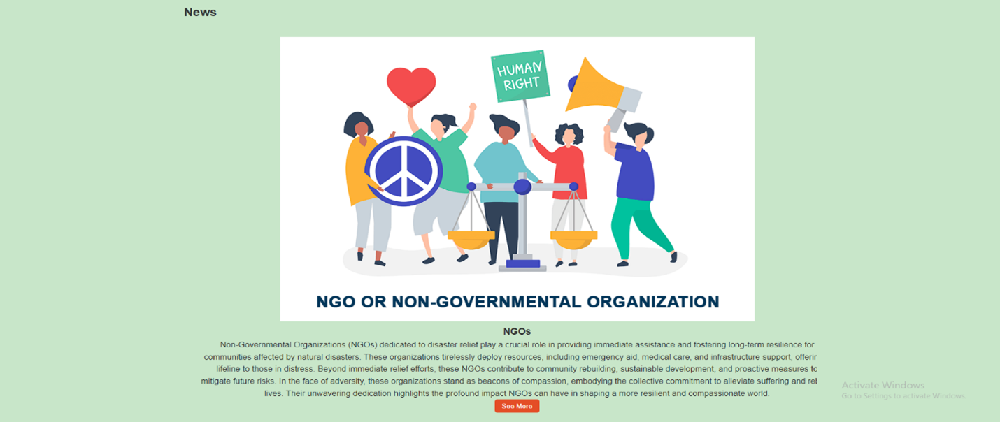 News
HUMAN
RIGHT
NGO OR NON-GOVERNMENTAL ORGANIZATION
NGOs
Non-Governmental Organizations (NGOs) dedicated to disaster relief play a crucial role in providing immediate assistance and fostering long-term resilience for
communities affected by natural disasters. These organizations tirelessly deploy resources, including emergency aid, medical care, and infrastructure support,
lifeline to those in distress. Beyond immediate relief efforts, these NGOs contribute to community rebuilding, sustainable development, and proactive measures to
mitigate future risks. In the face of adversity, these organizations stand as beacons of compassion, embodying the collective commitment to alleviate suffering and
lives. Their unwavering dedication highlights the profound impact NGOs can have in shaping a more resilient and compassionate world.
See More
Activate Windows
Go to Settings to activate Windows.